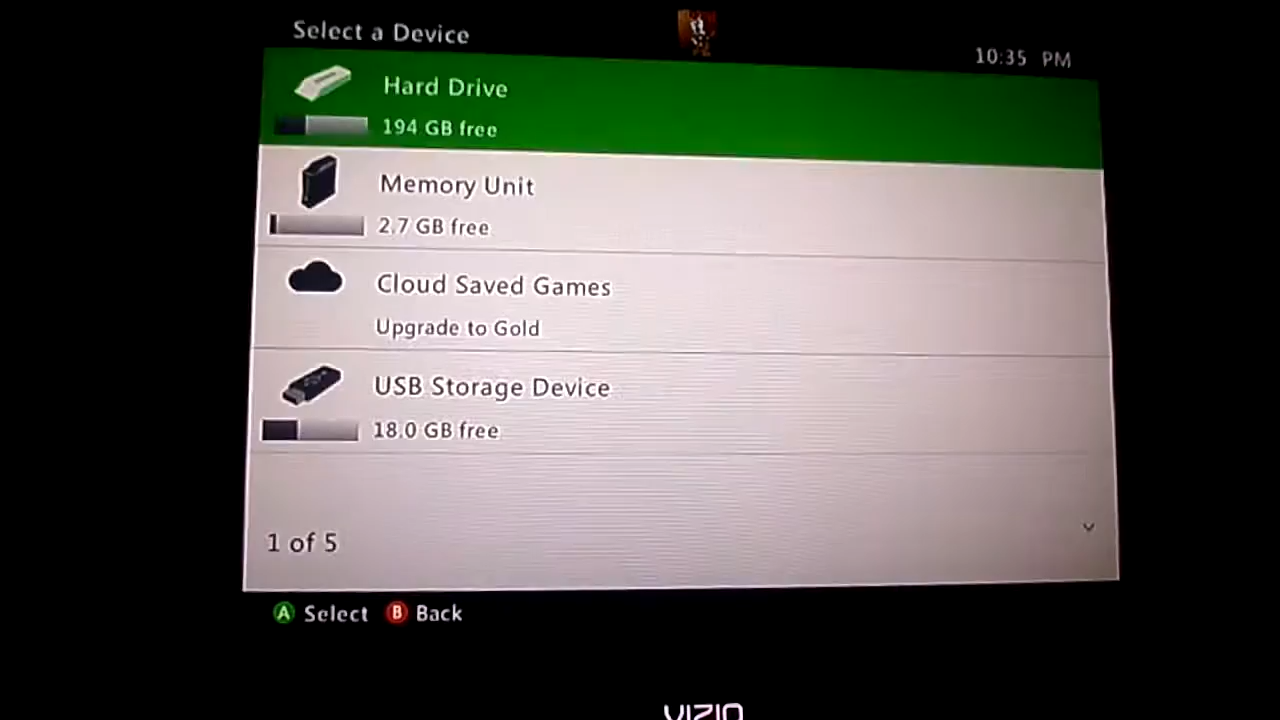 Select a Device
10:35 PM
Hard Drive
194 GB free
Memory Unit
2.7 GB free
Cloud Saved Games
Upgrade to Gold
USB Storage Device
18.0 GB free
1 of 5
A Select B Back
VIZIO